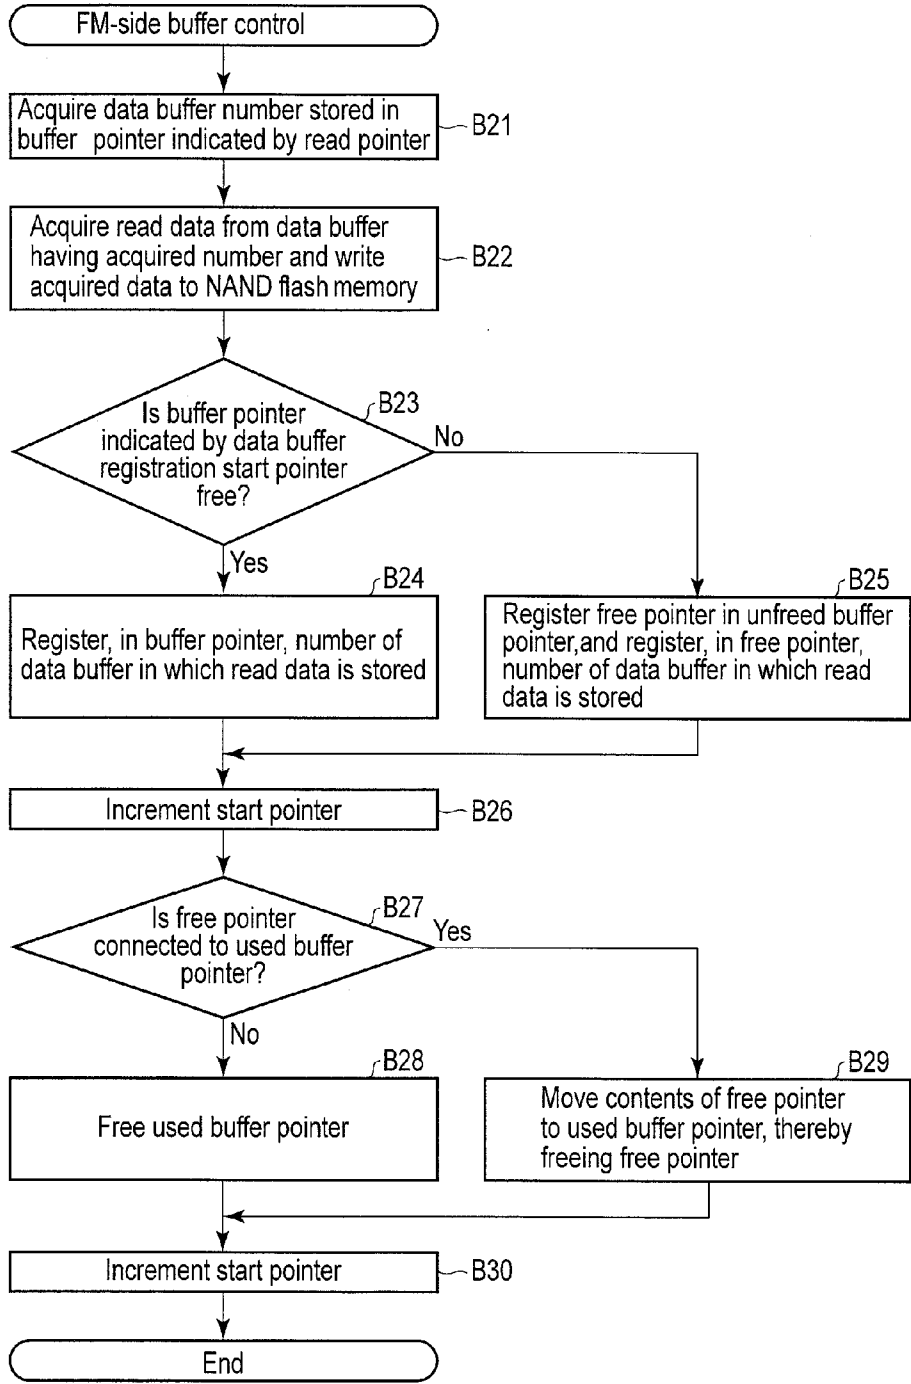 FM-side buffer control
Acquire data buffer number stored in
buffer pointer indicated by read pointer
B21
Acquire read data from data buffer
having acquired number and write
acquired data to NAND flash memory
B22
B23
Is buffer pointer
indicated by data buffer
registration start pointer
free?
No
Yes
B24
Register, in buffer pointer, number of
data buffer in which read data is stored
B25
Register free pointer in unfreed buffer
pointer,and register, in free pointer,
number of data buffer in which read
data is stored
Increment start pointer
B26
B27
Is free pointer
connected to used buffer
pointer?
Yes
No
B28
Free used buffer pointer
B29
Move contents of free pointer
to used buffer pointer, thereby
freeing free pointer
Increment start pointer
B30
End